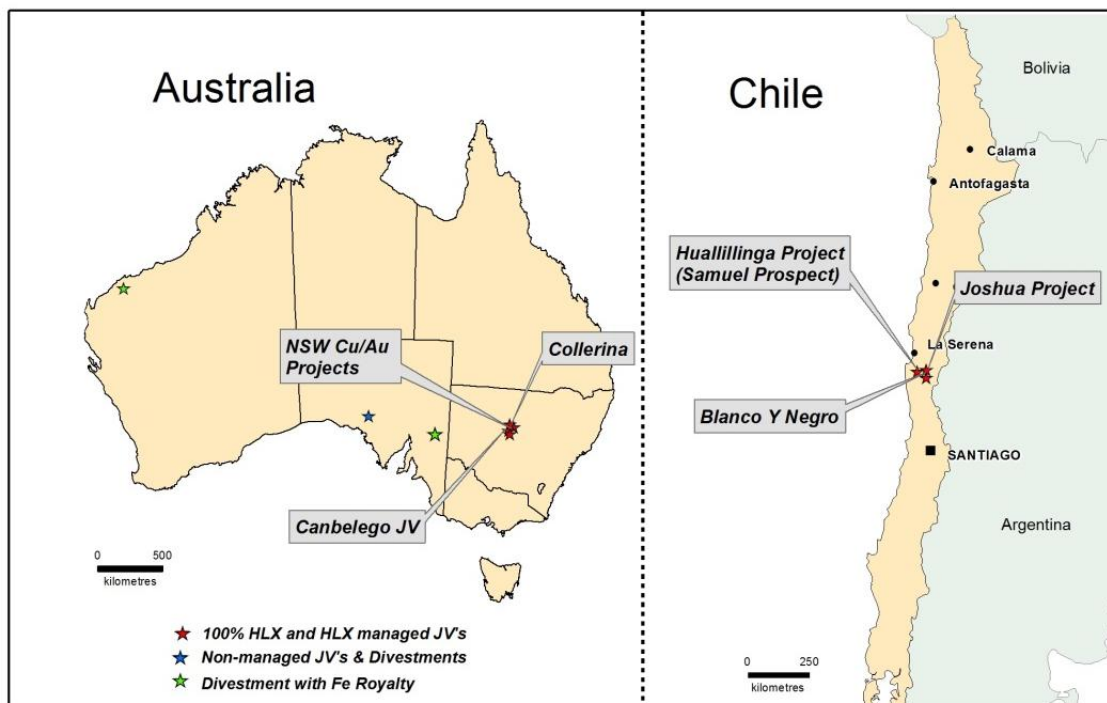 Australia
NSW Cu/Au
Projects
Collerina
Canbelego JV
0 500
kilometres
100% HLX and HLX managed JV's
Non-managed JV's & Divestments
Divestment with Fe Royalty
Chile
Bolivia
Calama
Antofagasta
Huallillinga Project
(Samuel Prospect)
Joshua Project
La Serena
Blanco Y Negro
SANTIAGO
Argentina
0 250
kilometres